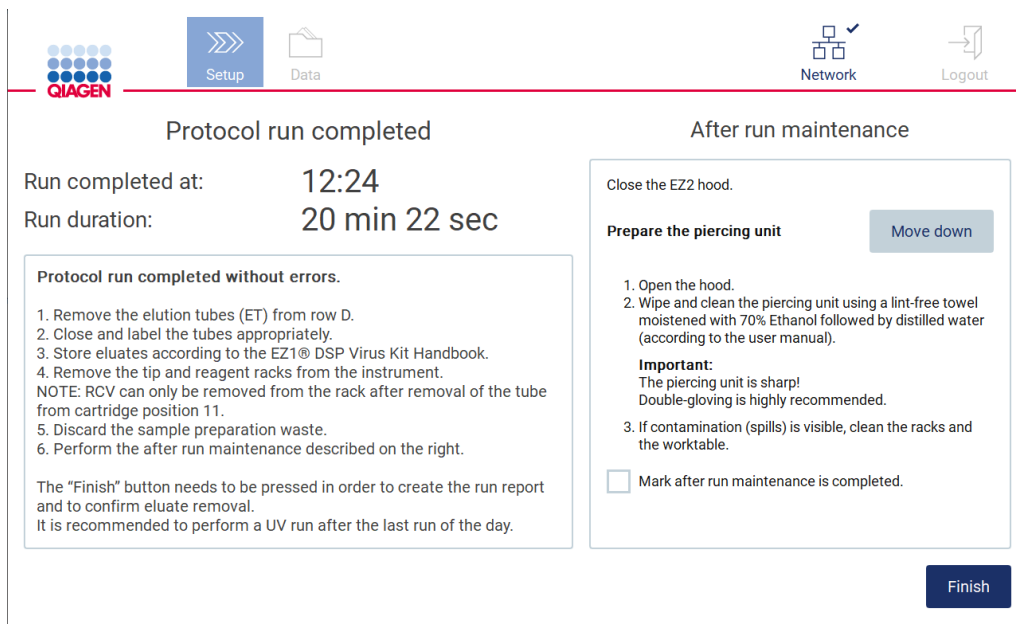 Setup
Data
Network
Logout
QIAGEN
Protocol run completed
Run completed at: 12:24
Run duration: 20 min 22 sec
Protocol run completed without errors.
1. Remove the elution tubes (ET) from row D.
2. Close and label the tubes appropriately.
3. Store eluates according to the EZ1® DSP Virus Kit Handbook.
4. Remove the tip and reagent racks from the instrument.
NOTE: RCV can only be removed from the rack after removal of the tube
from cartridge position 11.
5. Discard the sample preparation waste.
6. Perform the after run maintenance described on the right.
The “Finish” button needs to be pressed in order to create the run report
and to confirm eluate removal.
It is recommended to perform a UV run after the last run of the day.
After run maintenance
Close the EZ2 hood.
Prepare the piercing unit
Move down
1. Open the hood.
2. Wipe and clean the piercing unit using a lint-free towel
moistened with 70% Ethanol followed by distilled water
(according to the user manual).
Important:
The piercing unit is sharp!
Double-gloving is highly recommended.
3. If contamination (spills) is visible, clean the racks and
the worktable.
Mark after run maintenance is completed.
Finish